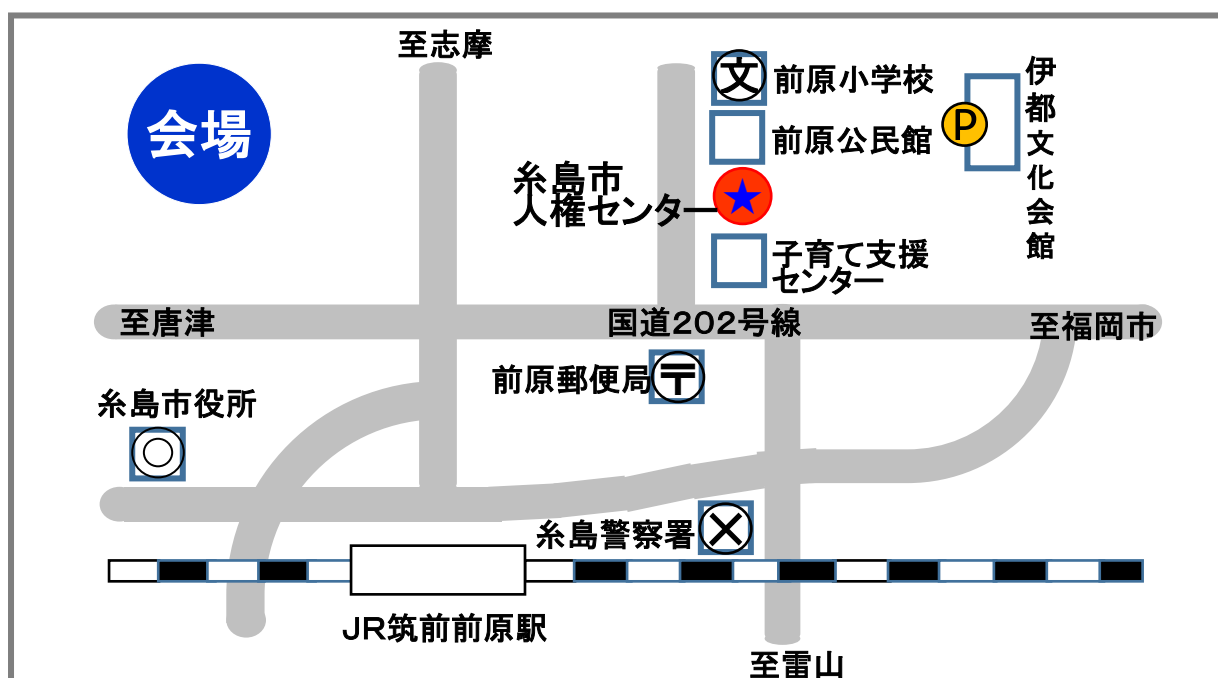 至志摩
会場
文
前原小学校
伊都文化会館
P
前原公民館
糸島市
人権センター
子育て支援
センター
至唐津
国道202号線
至福岡市
前原郵便局
〒
糸島市役所
糸島警察署
JR筑前前原駅
至雷山